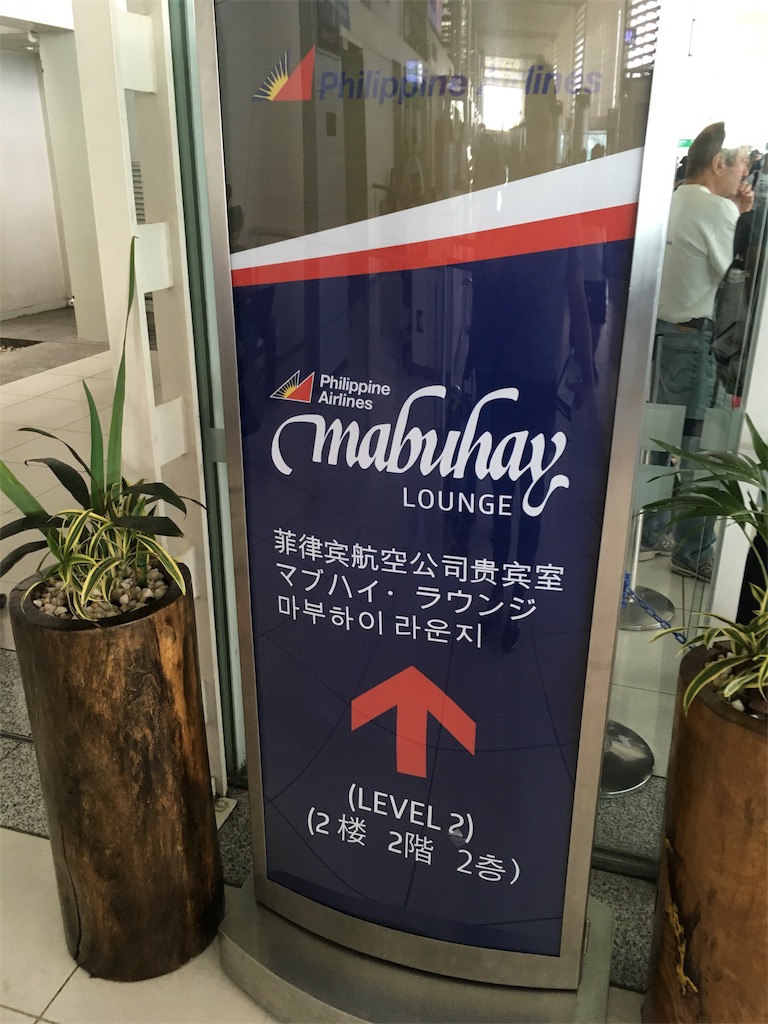 Philippine Airlines
Philippine
Airlines
mabuhay
LOUNGE
菲律宾航空公司贵宾室
マブハイ・ラウンジ
마부하이 라운지
(LEVEL 2)
(2 楼 2階 2층)